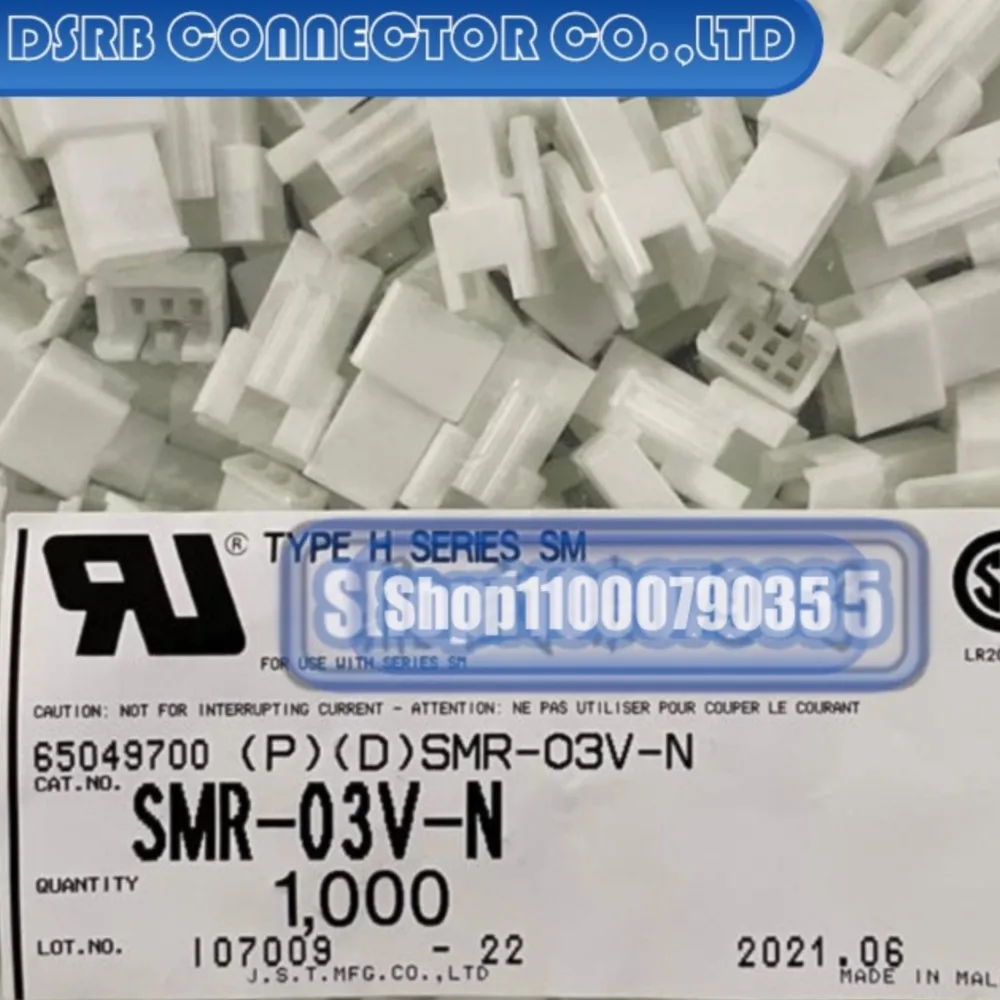 DSRB CONNECTOR CO.,LTD
RU ® TYPE H SERIES SM
Shop1100079035
FOR USE WITH SERIES SM
CAUTION: NOT FOR INTERRUPTING CURRENT - ATTENTION: NE PAS UTILISER POUR COUPER LE COURANT
65049700 (P)(D)SMR-03V-N
CAT.NO.
SMR-03V-N
QUANTITY 1,000
LOT.NO. I07009 - 22 2021.06
J.S.T.MFG.CO.,LTD MADE IN MAL